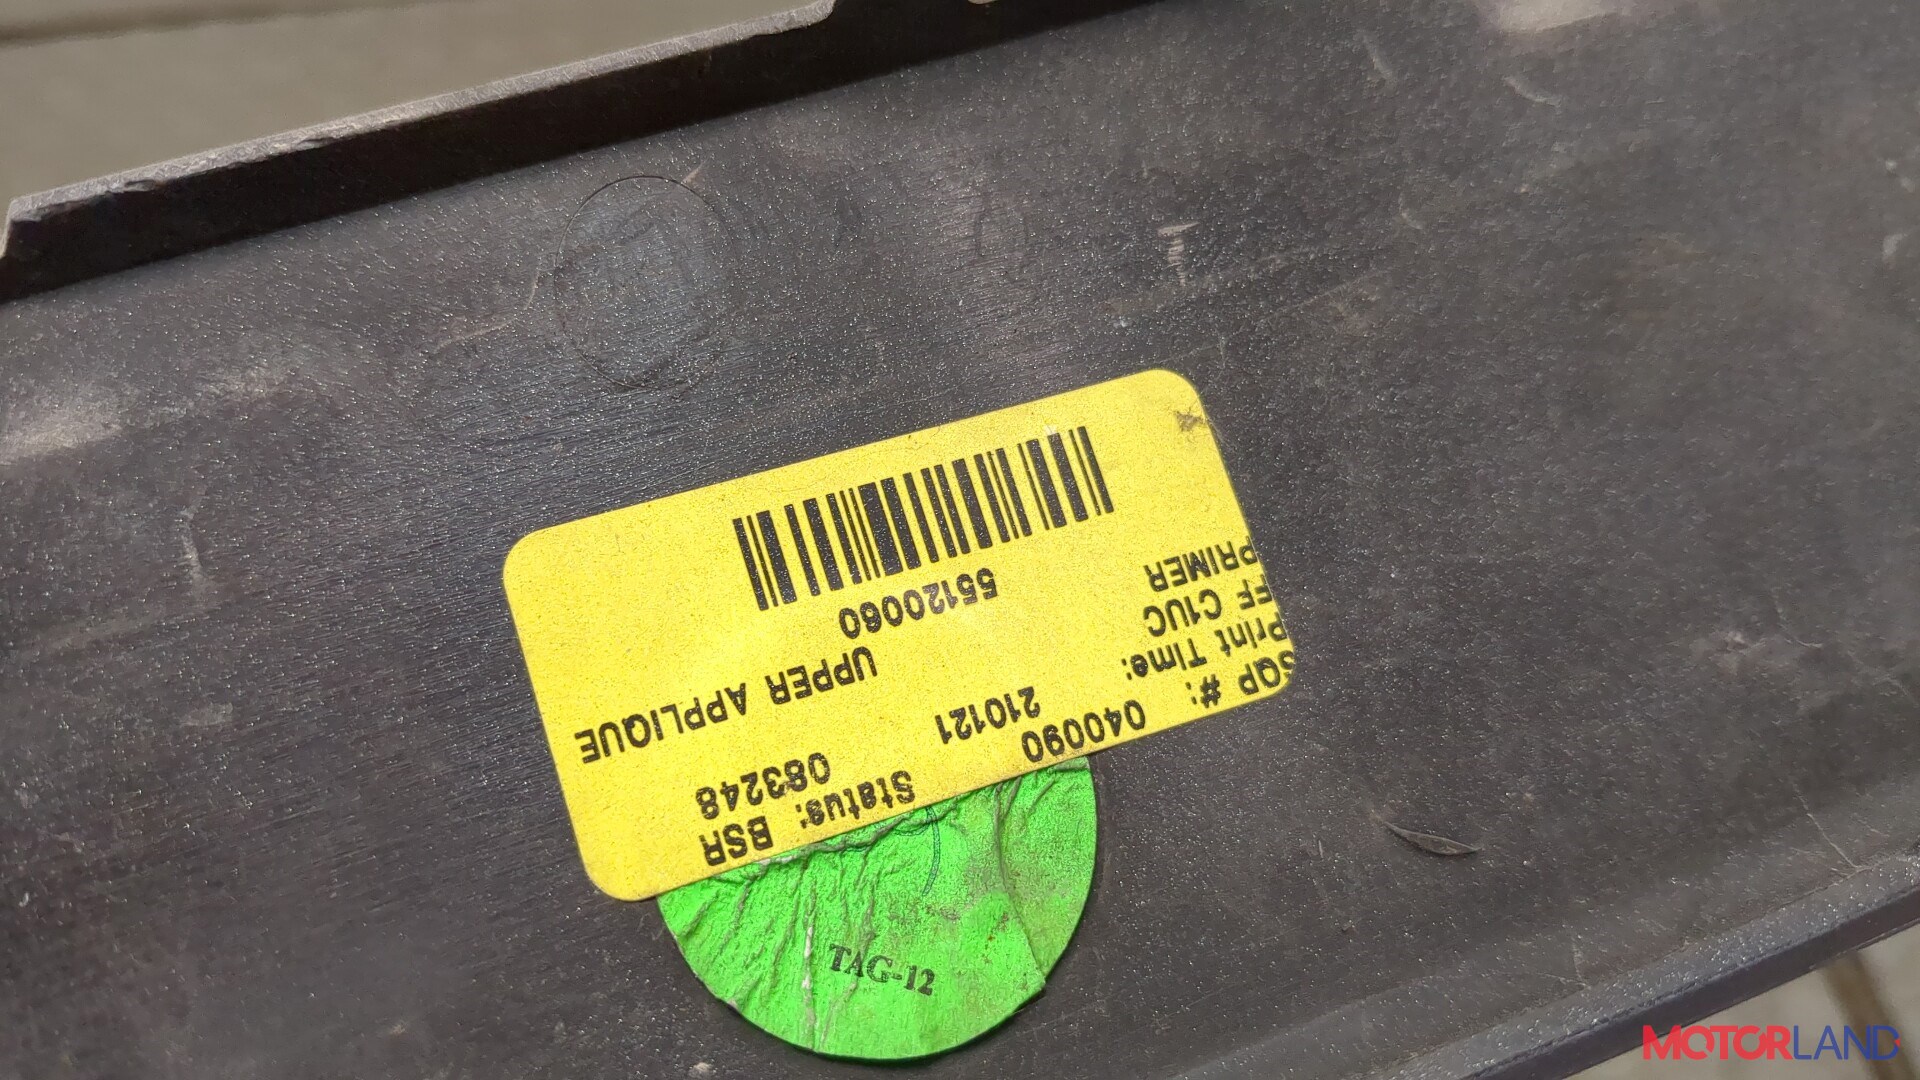 SQP #: 040090 Status: BSR
Print Time: 210121 083248
FF C1UC
PRIMER UPPER APPLIQUE
55120060
TAG-12
MOTORLAND